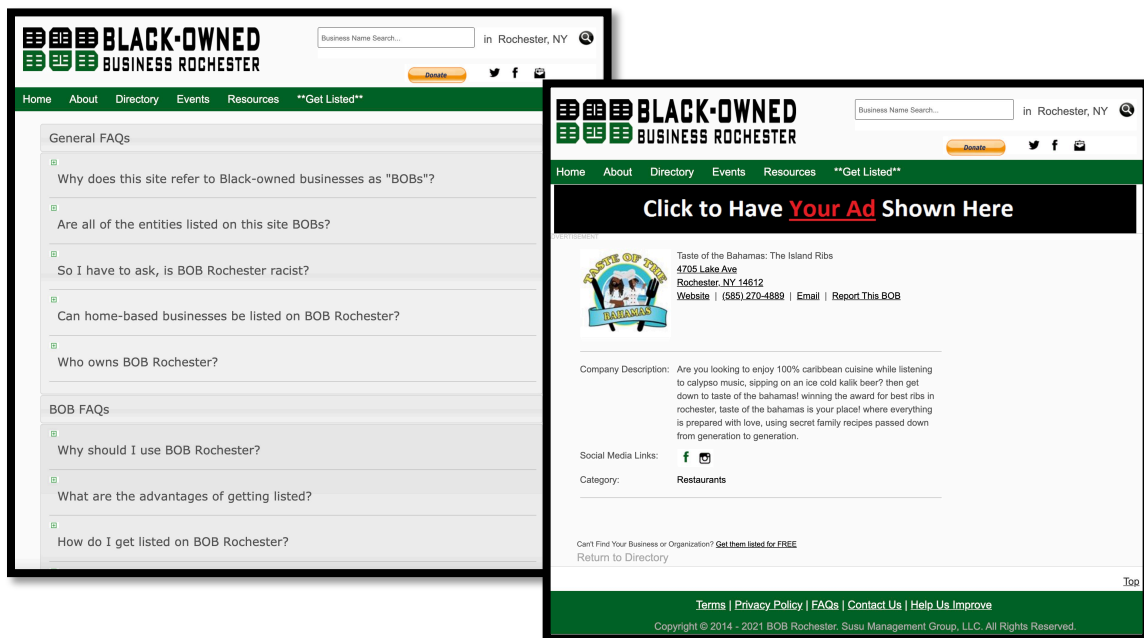 BLACK-OWNED
BUSINESS ROCHESTER
Business Name Search...
in Rochester, NY
Donate
Home About Directory Events Resources **Get Listed**
General FAQs
Why does this site refer to Black-owned businesses as "BOBs"?
Are all of the entities listed on this site BOBs?
So I have to ask, is BOB Rochester racist?
Can home-based businesses be listed on BOB Rochester?
Who owns BOB Rochester?
BOB FAQs
Why should I use BOB Rochester?
What are the advantages of getting listed?
How do I get listed on BOB Rochester?
BLACK-OWNED
BUSINESS ROCHESTER
Business Name Search...
in Rochester, NY
Donate
Home About Directory Events Resources **Get Listed**
Click to Have Your Ad Shown Here
ADVERTISEMENT
TASTE OF THE
BAHAMAS
Taste of the Bahamas: The Island Ribs
4705 Lake Ave
Rochester, NY 14612
Website | (585) 270-4889 | Email | Report This BOB
Company Description: Are you looking to enjoy 100% caribbean cuisine while listening
to calypso music, sipping on an ice cold kalik beer? then get
down to taste of the bahamas! winning the award for best ribs in
rochester, taste of the bahamas is your place! where everything
is prepared with love, using secret family recipes passed down
from generation to generation.
Social Media Links:
Category: Restaurants
Can't Find Your Business or Organization? Get them listed for FREE
Return to Directory
Top
Terms | Privacy Policy | FAQs | Contact Us | Help Us Improve
Copyright © 2014 - 2021 BOB Rochester. Susu Management Group, LLC. All Rights Reserved.